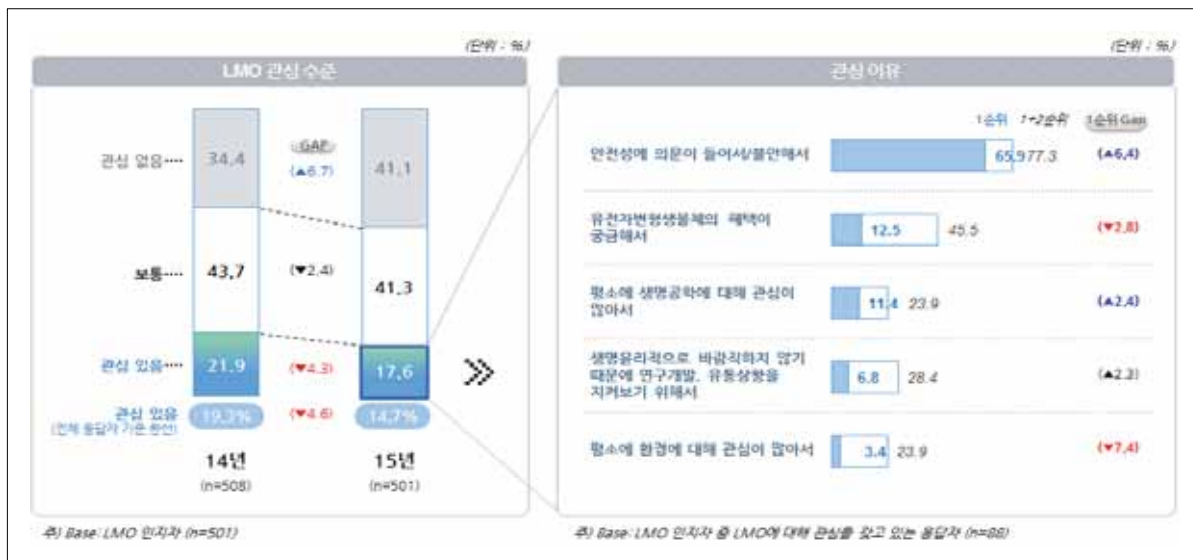 (단위 : %)
LMO 관심 수준
관심 없음····
34.4
GAP
(▲6.7)
41.1
보통····
43.7
(▼2.4)
41.3
관심 있음····
21.9
(▼4.3)
17.6
관심 있음
(전체 응답자 기준 환산)
19.3%
(▼4.6)
14.7%
14년
15년
(n=508)
(n=501)
주) Base: LMO 인지자 (n=501)
(단위 : %)
관심 이유
1순위 1+2순위 1순위 Gap
안전성에 의문이 들어서/불안해서
65.9 77.3
(▲6.4)
유전자변형생물체의 혜택이
궁금해서
12.5 45.5
(▼2.8)
평소에 생명공학에 대해 관심이
많아서
11.4 23.9
(▲2.4)
생명윤리적으로 바람직하지 않기
때문에 연구개발, 유통상황을
지켜보기 위해서
6.8 28.4
(▲2.3)
평소에 환경에 대해 관심이 많아서
3.4 23.9
(▼7.4)
주) Base: LMO 인지자 중 LMO에 대해 관심을 갖고 있는 응답자 (n=88)